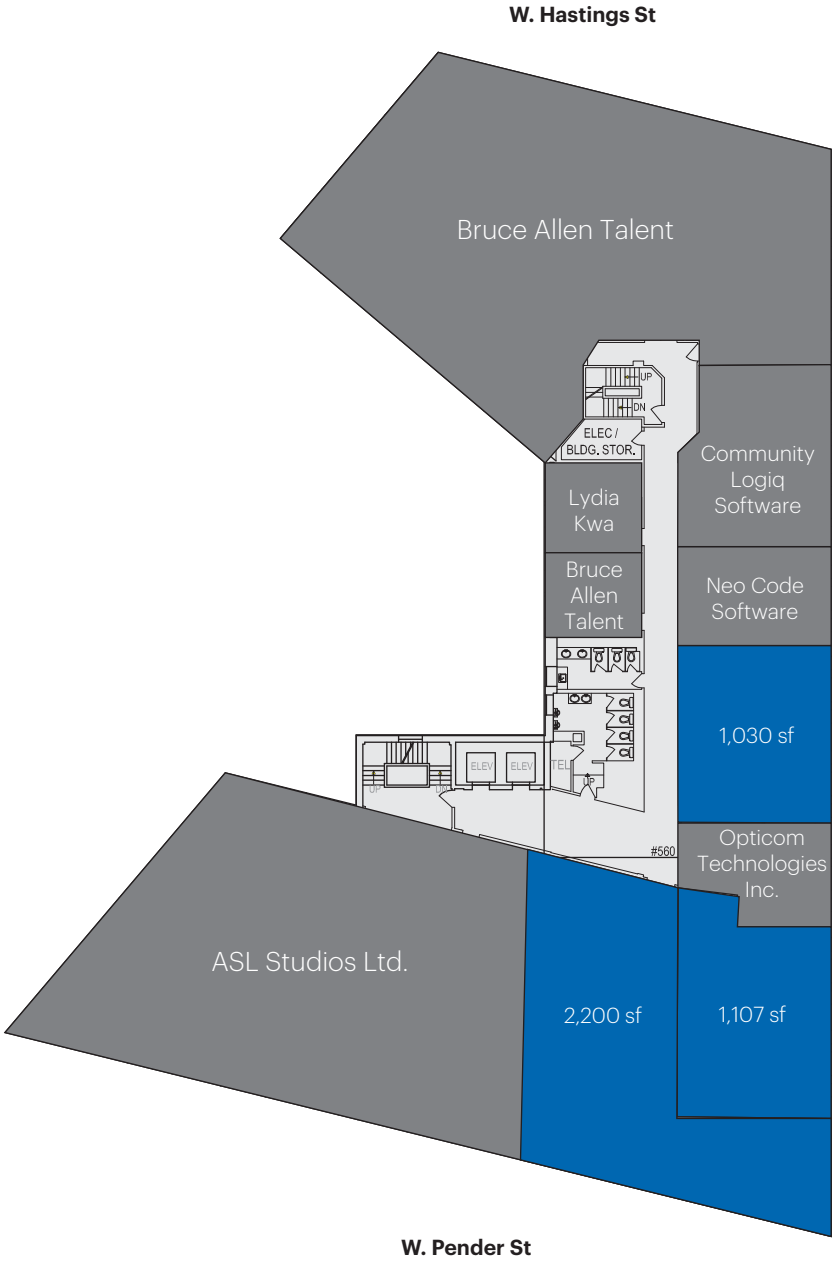 W. Hastings St
Bruce Allen Talent
UP
DN
ELEC /
BLDG. STOR.
Community
Logiq
Software
Lydia
Kwa
Bruce
Allen
Talent
Neo Code
Software
1,030 sf
ELEV
ELEV
TEL
UP
DN
UP
Opticom
Technologies
Inc.
#560
ASL Studios Ltd.
2,200 sf
1,107 sf
W. Pender St